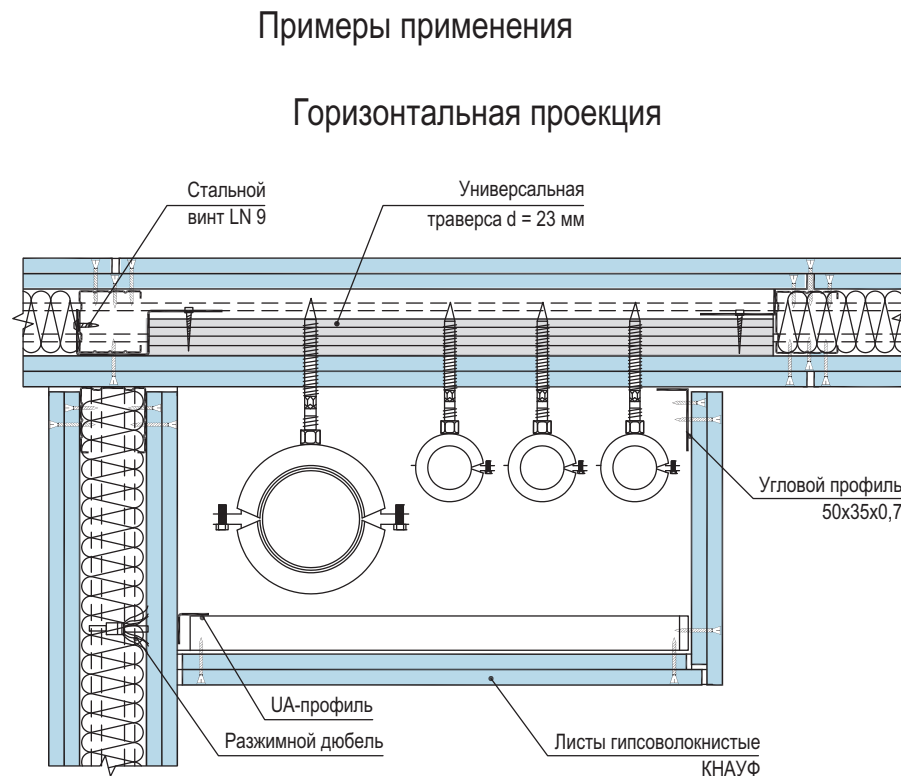 Примеры применения
Горизонтальная проекция
Стальной
винт LN 9
Универсальная
траверса d = 23 мм
Угловой профиль
50x35x0,7
UA-профиль
Разжимной дюбель
Листы гипсоволокнистые
КНАУФ